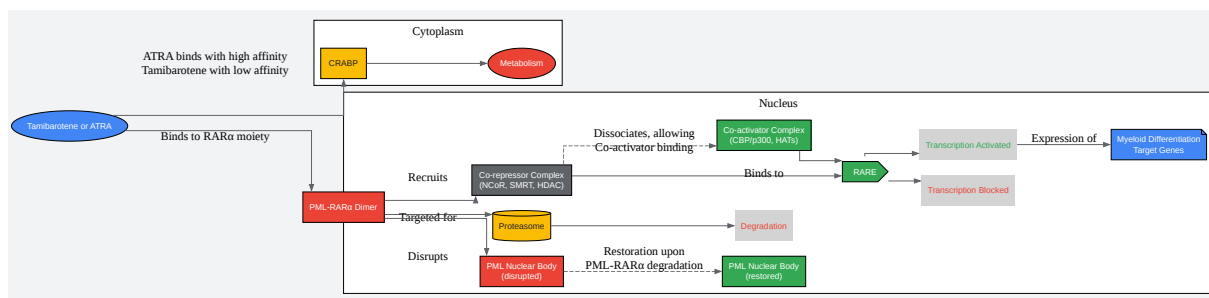 Cytoplasm
ATRA binds with high affinity
Tamibarotene with low affinity
CRABP
Metabolism
Nucleus
Tamibarotene or ATRA
Binds to RARα moiety
Dissociates, allowing
Co-activator binding
Co-activator Complex
(CBP/p300, HATs)
Transcription Activated
Expression of
Myeloid Differentiation
Target Genes
Recruits
Co-repressor Complex
(NCoR, SMRT, HDAC)
Binds to
RARE
Transcription Blocked
PML-RARα Dimer
Targeted for
Proteasome
Degradation
Disrupts
PML Nuclear Body
(disrupted)
Restoration upon
PML-RARα degradation
PML Nuclear Body
(restored)